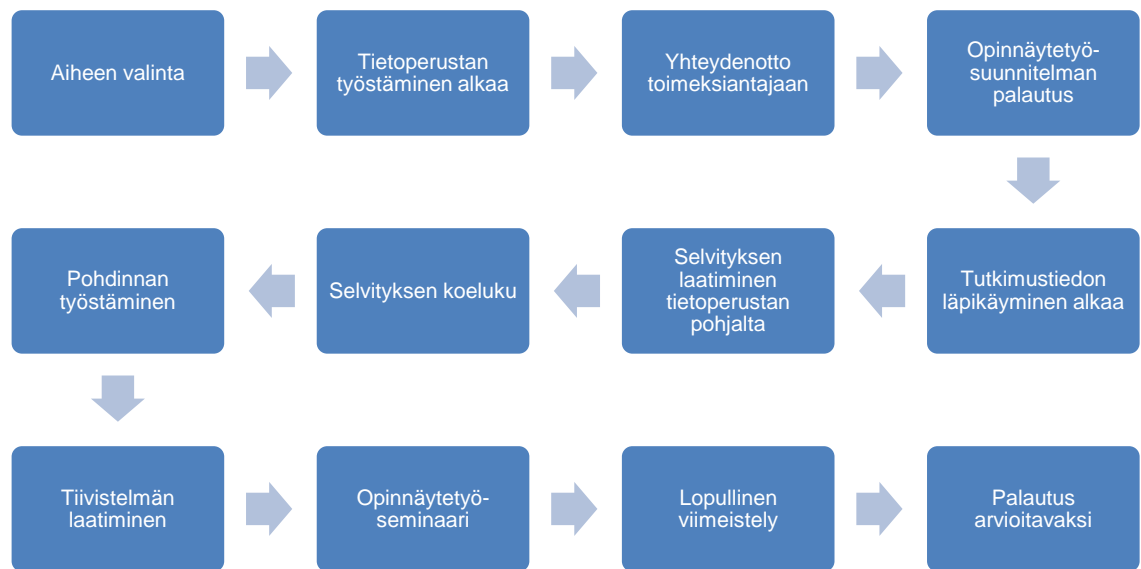 Aiheen valinta
Tietoperustan
työstäminen alkaa
Yhteydenotto
toimeksiantajaan
Opinnäytetyö-
suunnitelman
palautus
Tutkimustiedon
läpikäyminen alkaa
Selvityksen
laatiminen
tietoperustan
pohjalta
Selvityksen koeluku
Pohdinnan
työstäminen
Tiivistelmän
laatiminen
Opinnäytetyö-
seminaari
Lopullinen
viimeistely
Palautus
arvioitavaksi